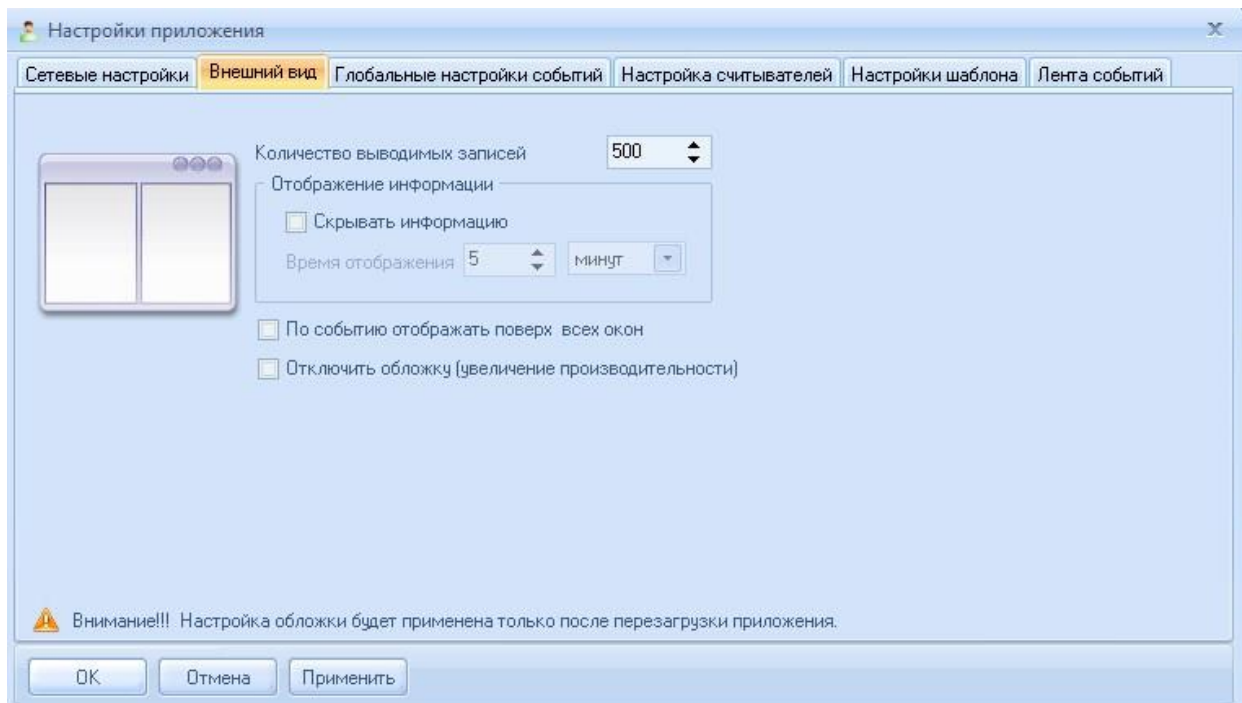 Настройки приложения
Сетевые настройки Внешний вид Глобальные настройки событий Настройка считывателей Настройки шаблона Лента событий
Количество выводимых записей 500
Отображение информации
Скрывать информацию
Время отображения 5 минут
По событию отображать поверх всех окон
Отключить обложку (увеличение производительности)
Внимание!!! Настройка обложки будет применена только после перезагрузки приложения.
OK Отмена Применить